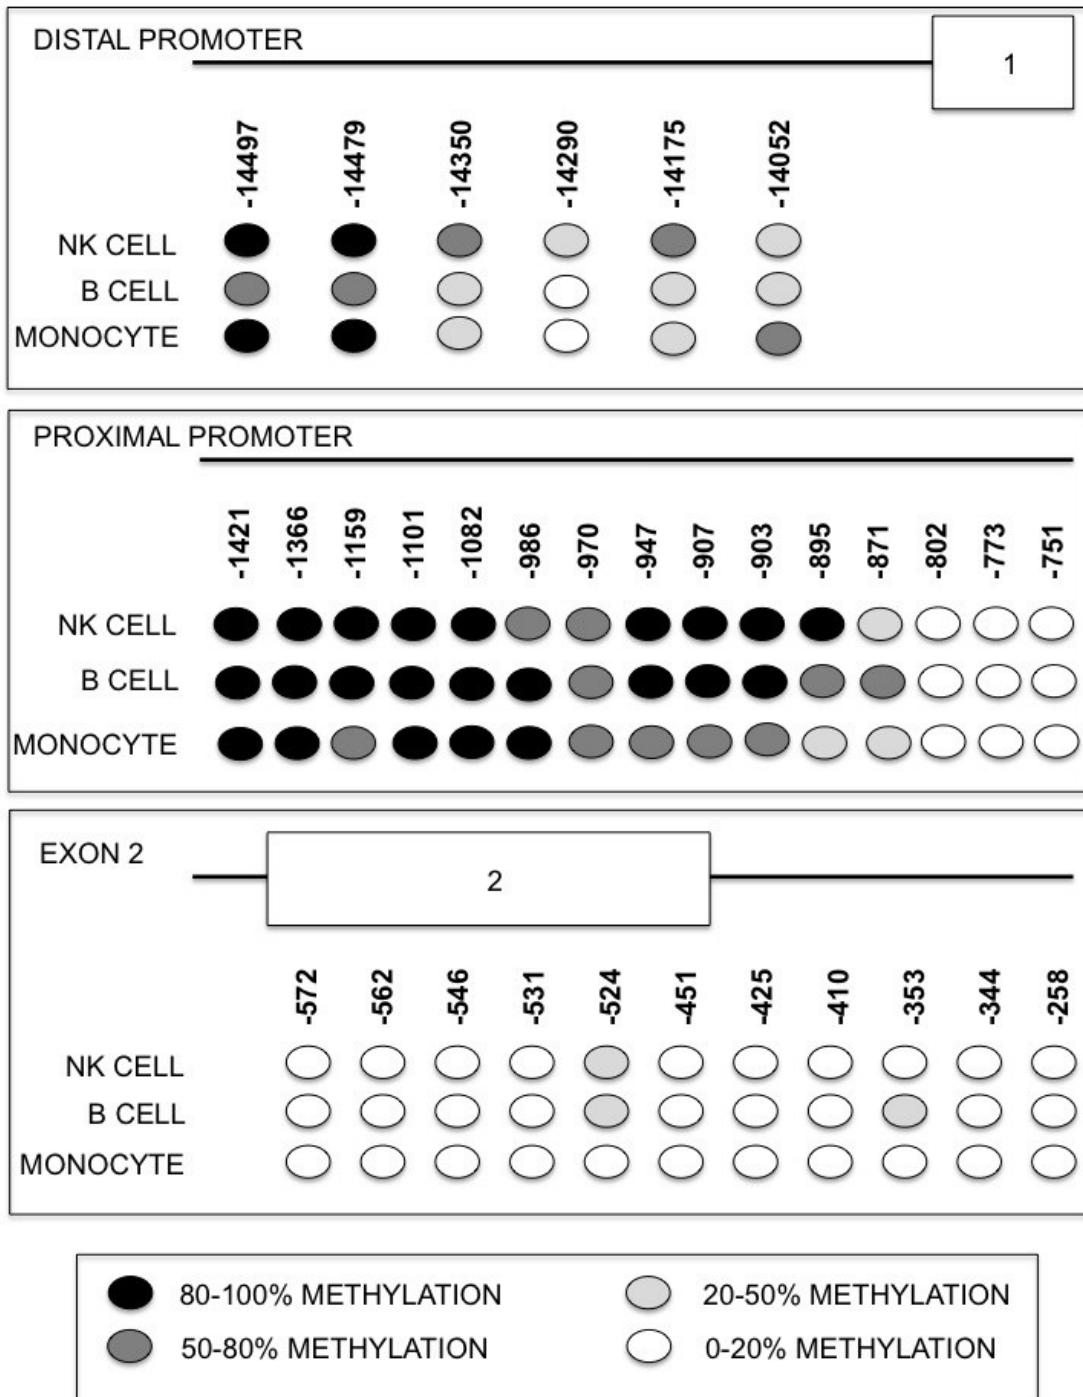 DISTAL PROMOTER
1
-14497 -14479 -14350 -14290 -14175 -14052
NK CELL
B CELL
MONOCYTE
PROXIMAL PROMOTER
-1421 -1366 -1159 -1101 -1082 -986 -970 -947 -907 -903 -895 -871 -802 -773 -751
NK CELL
B CELL
MONOCYTE
EXON 2
2
-572 -562 -546 -531 -524 -451 -425 -410 -353 -344 -258
NK CELL
B CELL
MONOCYTE
80-100% METHYLATION 20-50% METHYLATION
50-80% METHYLATION 0-20% METHYLATION